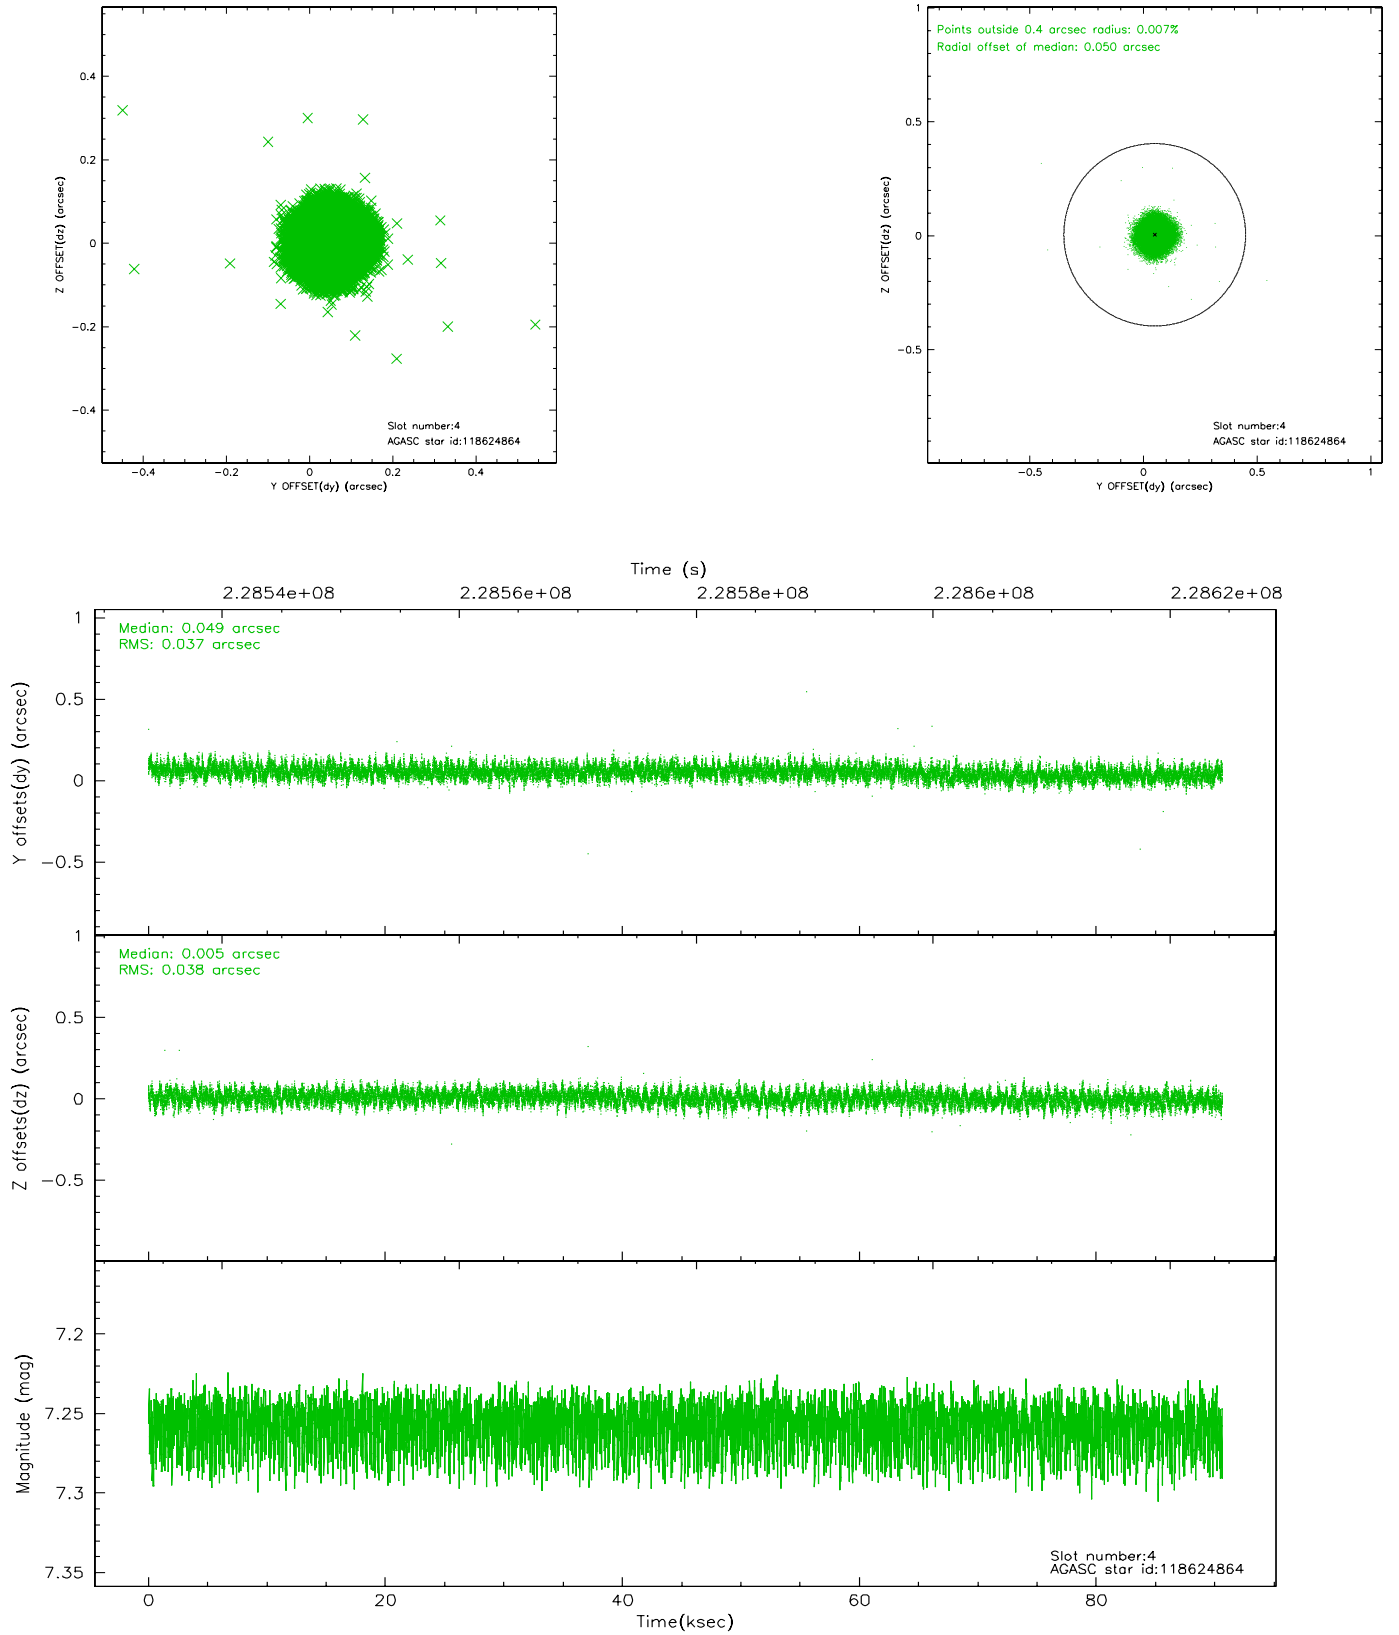 0.4
0.2
0
−0.2
−0.4
Z OFFSET(dz) (arcsec)
Slot number:4
AGASC star id:118624864
−0.4 −0.2 0 0.2 0.4
Y OFFSET(dy) (arcsec)
1
0.5
0
−0.5
Z OFFSET(dz) (arcsec)
Points outside 0.4 arcsec radius: 0.007%
Radial offset of median: 0.050 arcsec
Slot number:4
AGASC star id:118624864
−0.5 0 0.5 1
Y OFFSET(dy) (arcsec)
Time (s)
2.2854e+08 2.2856e+08 2.2858e+08 2.286e+08 2.2862e+08
1
0.5
0
−0.5
Y offsets(dy) (arcsec)
Median: 0.049 arcsec
RMS: 0.037 arcsec
1
0.5
0
−0.5
Z offsets(dz) (arcsec)
Median: 0.005 arcsec
RMS: 0.038 arcsec
7.2
7.25
7.3
7.35
Magnitude (mag)
Slot number:4
AGASC star id:118624864
0 20 40 60 80
Time(ksec)